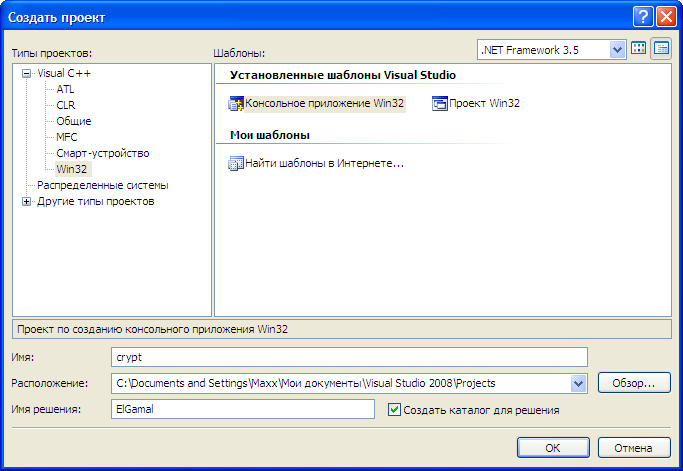 Создать проект
Типы проектов:
Шаблоны:
.NET Framework 3.5
Visual C++
ATL
CLR
Общие
MFC
Смарт-устройство
Win32
Распределенные системы
Другие типы проектов
Установленные шаблоны Visual Studio
Консольное приложение Win32
Проект Win32
Мои шаблоны
Найти шаблоны в Интернете...
Проект по созданию консольного приложения Win32
Имя:
crypt
Расположение:
C:\Documents and Settings\Maxx\Мои документы\Visual Studio 2008\Projects
Обзор...
Имя решения:
ElGamal
Создать каталог для решения
ОК
Отмена